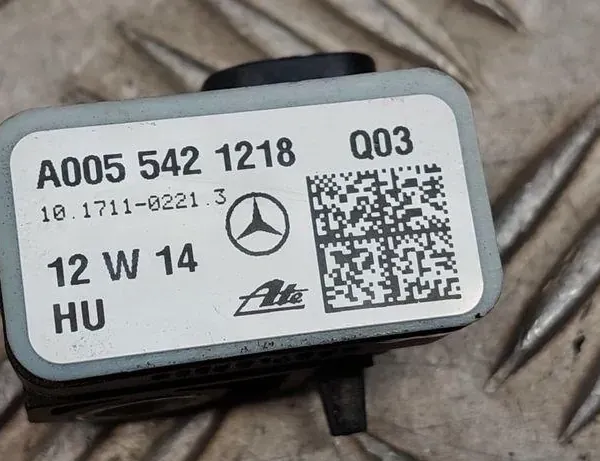 A005 542 1218 Q03
10.1711-0221.3
12 W 14
HU
Ate